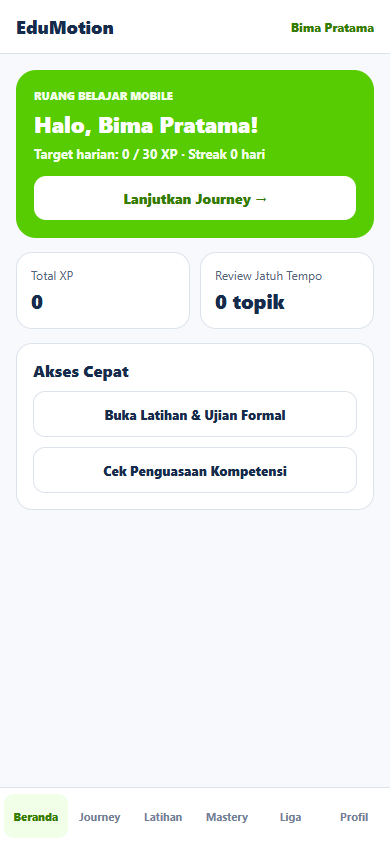 EduMotion
Bima Pratama
RUANG BELAJAR MOBILE
Halo, Bima Pratama!
Target harian: 0 / 30 XP · Streak 0 hari
Lanjutkan Journey →
Total XP
0
Review Jatuh Tempo
0 topik
Akses Cepat
Buka Latihan & Ujian Formal
Cek Penguasaan Kompetensi
Beranda
Journey
Latihan
Mastery
Liga
Profil